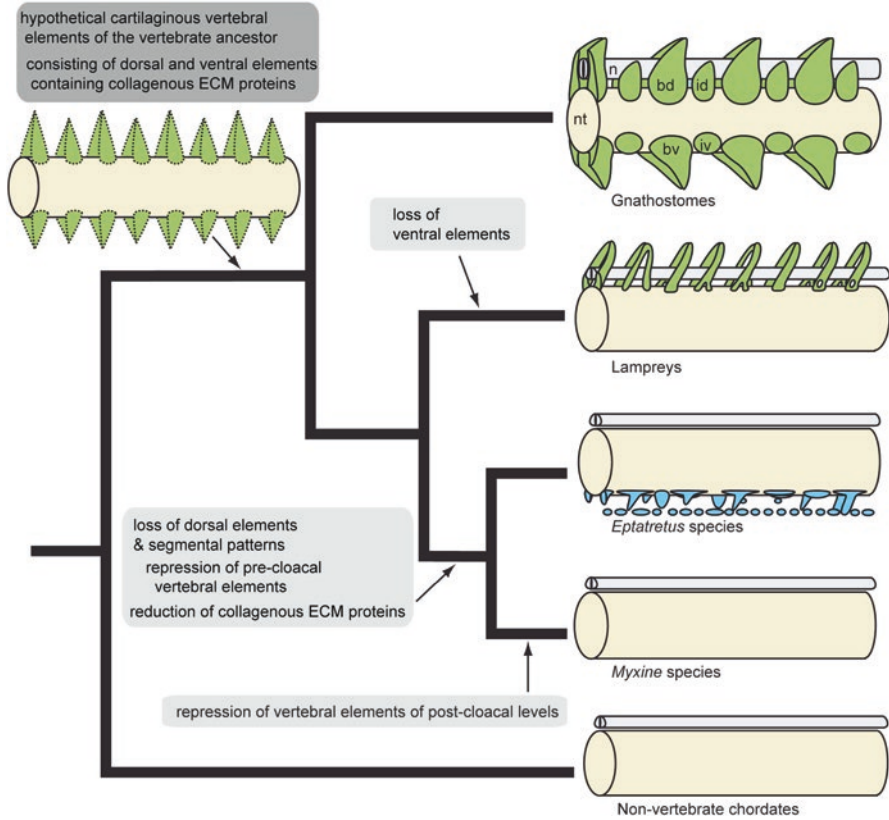 hypothetical cartilaginous vertebral
elements of the vertebrate ancestor
consisting of dorsal and ventral elements
containing collagenous ECM proteins
n
bd
id
nt
bv
iv
Gnathostomes
loss of
ventral elements
Lampreys
loss of dorsal elements
& segmental patterns
repression of pre-cloacal
vertebral elements
reduction of collagenous ECM proteins
Eptatretus species
Myxine species
repression of vertebral elements of post-cloacal levels
Non-vertebrate chordates